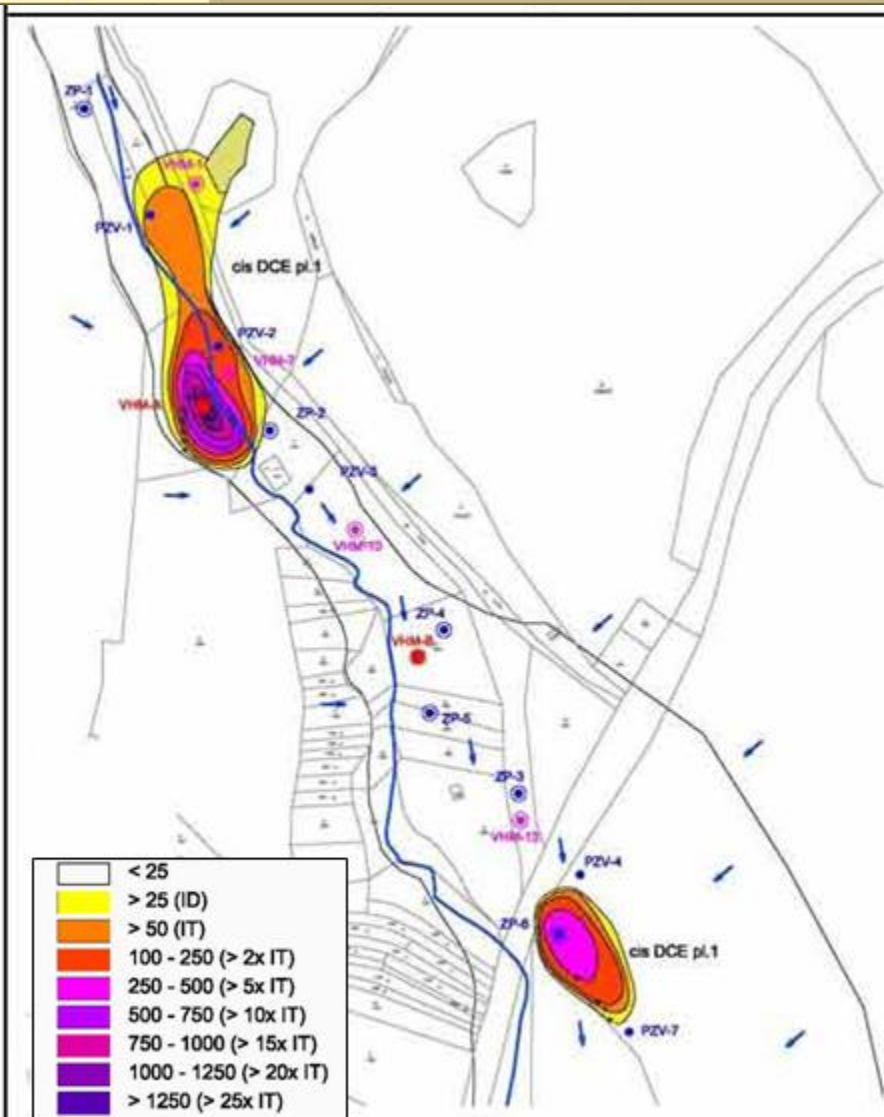 ZP-1
VHM-1
PZV-1
cis DCE pl.1
PZV-2
VHM-7
VHM-
ZP-2
PZV-5
VHM-10
ZP-4
VHM-8
ZP-5
ZP-3
VHM-13
PZV-4
ZP-6
cis DCE pl.1
PZV-7
< 25
> 25 (ID)
> 50 (IT)
100 - 250 (> 2x IT)
250 - 500 (> 5x IT)
500 - 750 (> 10x IT)
750 - 1000 (> 15x IT)
1000 - 1250 (> 20x IT)
> 1250 (> 25x IT)